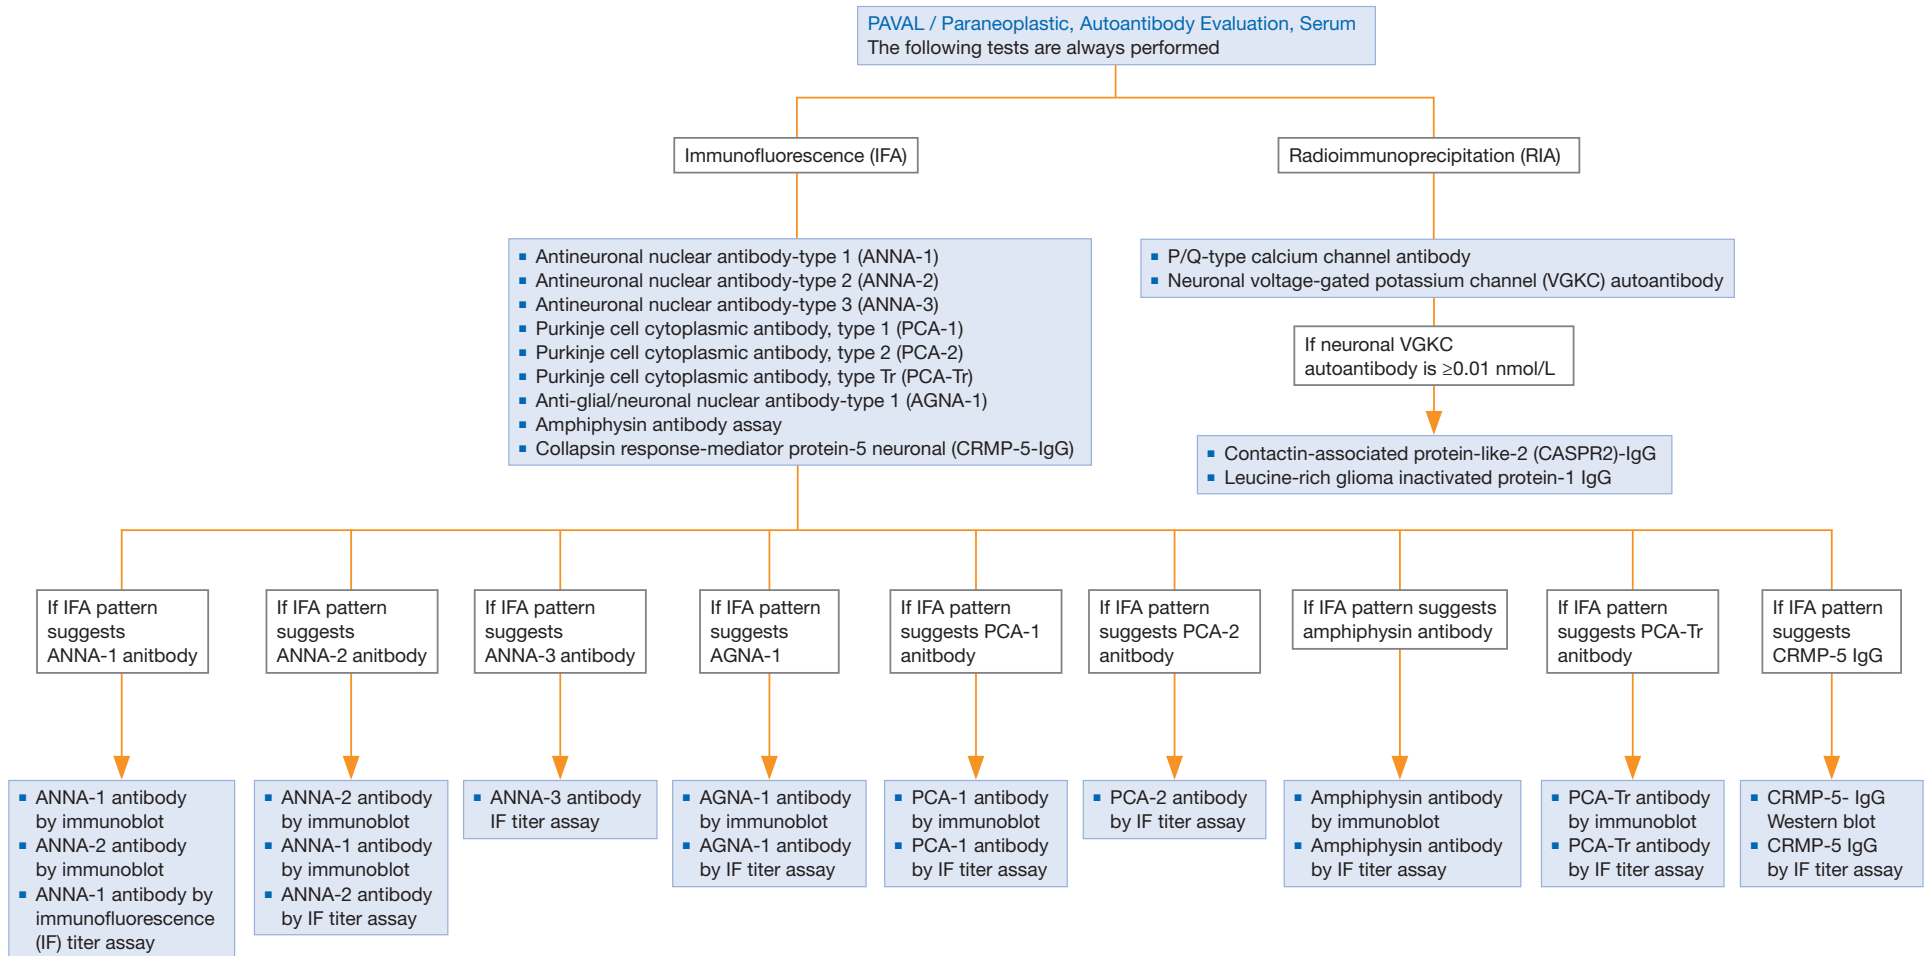 PAVAL / Paraneoplastic, Autoantibody Evaluation, Serum
The following tests are always performed
Immunofluorescence (IFA)
Radioimmunoprecipitation (RIA)
▪ Antineuronal nuclear antibody-type 1 (ANNA-1)
▪ Antineuronal nuclear antibody-type 2 (ANNA-2)
▪ Antineuronal nuclear antibody-type 3 (ANNA-3)
▪ Purkinje cell cytoplasmic antibody, type 1 (PCA-1)
▪ Purkinje cell cytoplasmic antibody, type 2 (PCA-2)
▪ Purkinje cell cytoplasmic antibody, type Tr (PCA-Tr)
▪ Anti-glial/neuronal nuclear antibody-type 1 (AGNA-1)
▪ Amphiphysin antibody assay
▪ Collapsin response-mediator protein-5 neuronal (CRMP-5-IgG)
▪ P/Q-type calcium channel antibody
▪ Neuronal voltage-gated potassium channel (VGKC) autoantibody
If neuronal VGKC
autoantibody is ≥0.01 nmol/L
▪ Contactin-associated protein-like-2 (CASPR2)-IgG
▪ Leucine-rich glioma inactivated protein-1 IgG
If IFA pattern
suggests
ANNA-1 anitbody
If IFA pattern
suggests
ANNA-2 anitbody
If IFA pattern
suggests
ANNA-3 antibody
If IFA pattern
suggests
AGNA-1
If IFA pattern
suggests PCA-1
anitbody
If IFA pattern
suggests PCA-2
anitbody
If IFA pattern suggests
amphiphysin antibody
If IFA pattern
suggests PCA-Tr
anitbody
If IFA pattern
suggests
CRMP-5 IgG
▪ ANNA-1 antibody
by immunoblot
▪ ANNA-2 antibody
by immunoblot
▪ ANNA-1 antibody by
immunofluorescence
(IF) titer assay
▪ ANNA-2 antibody
by immunoblot
▪ ANNA-1 antibody
by immunoblot
▪ ANNA-2 antibody
by IF titer assay
▪ ANNA-3 antibody
IF titer assay
▪ AGNA-1 antibody
by immunoblot
▪ AGNA-1 antibody
by IF titer assay
▪ PCA-1 antibody
by immunoblot
▪ PCA-1 antibody
by IF titer assay
▪ PCA-2 antibody
by IF titer assay
▪ Amphiphysin antibody
by immunoblot
▪ Amphiphysin antibody
by IF titer assay
▪ PCA-Tr antibody
by immunoblot
▪ PCA-Tr antibody
by IF titer assay
▪ CRMP-5- IgG
Western blot
▪ CRMP-5 IgG
by IF titer assay